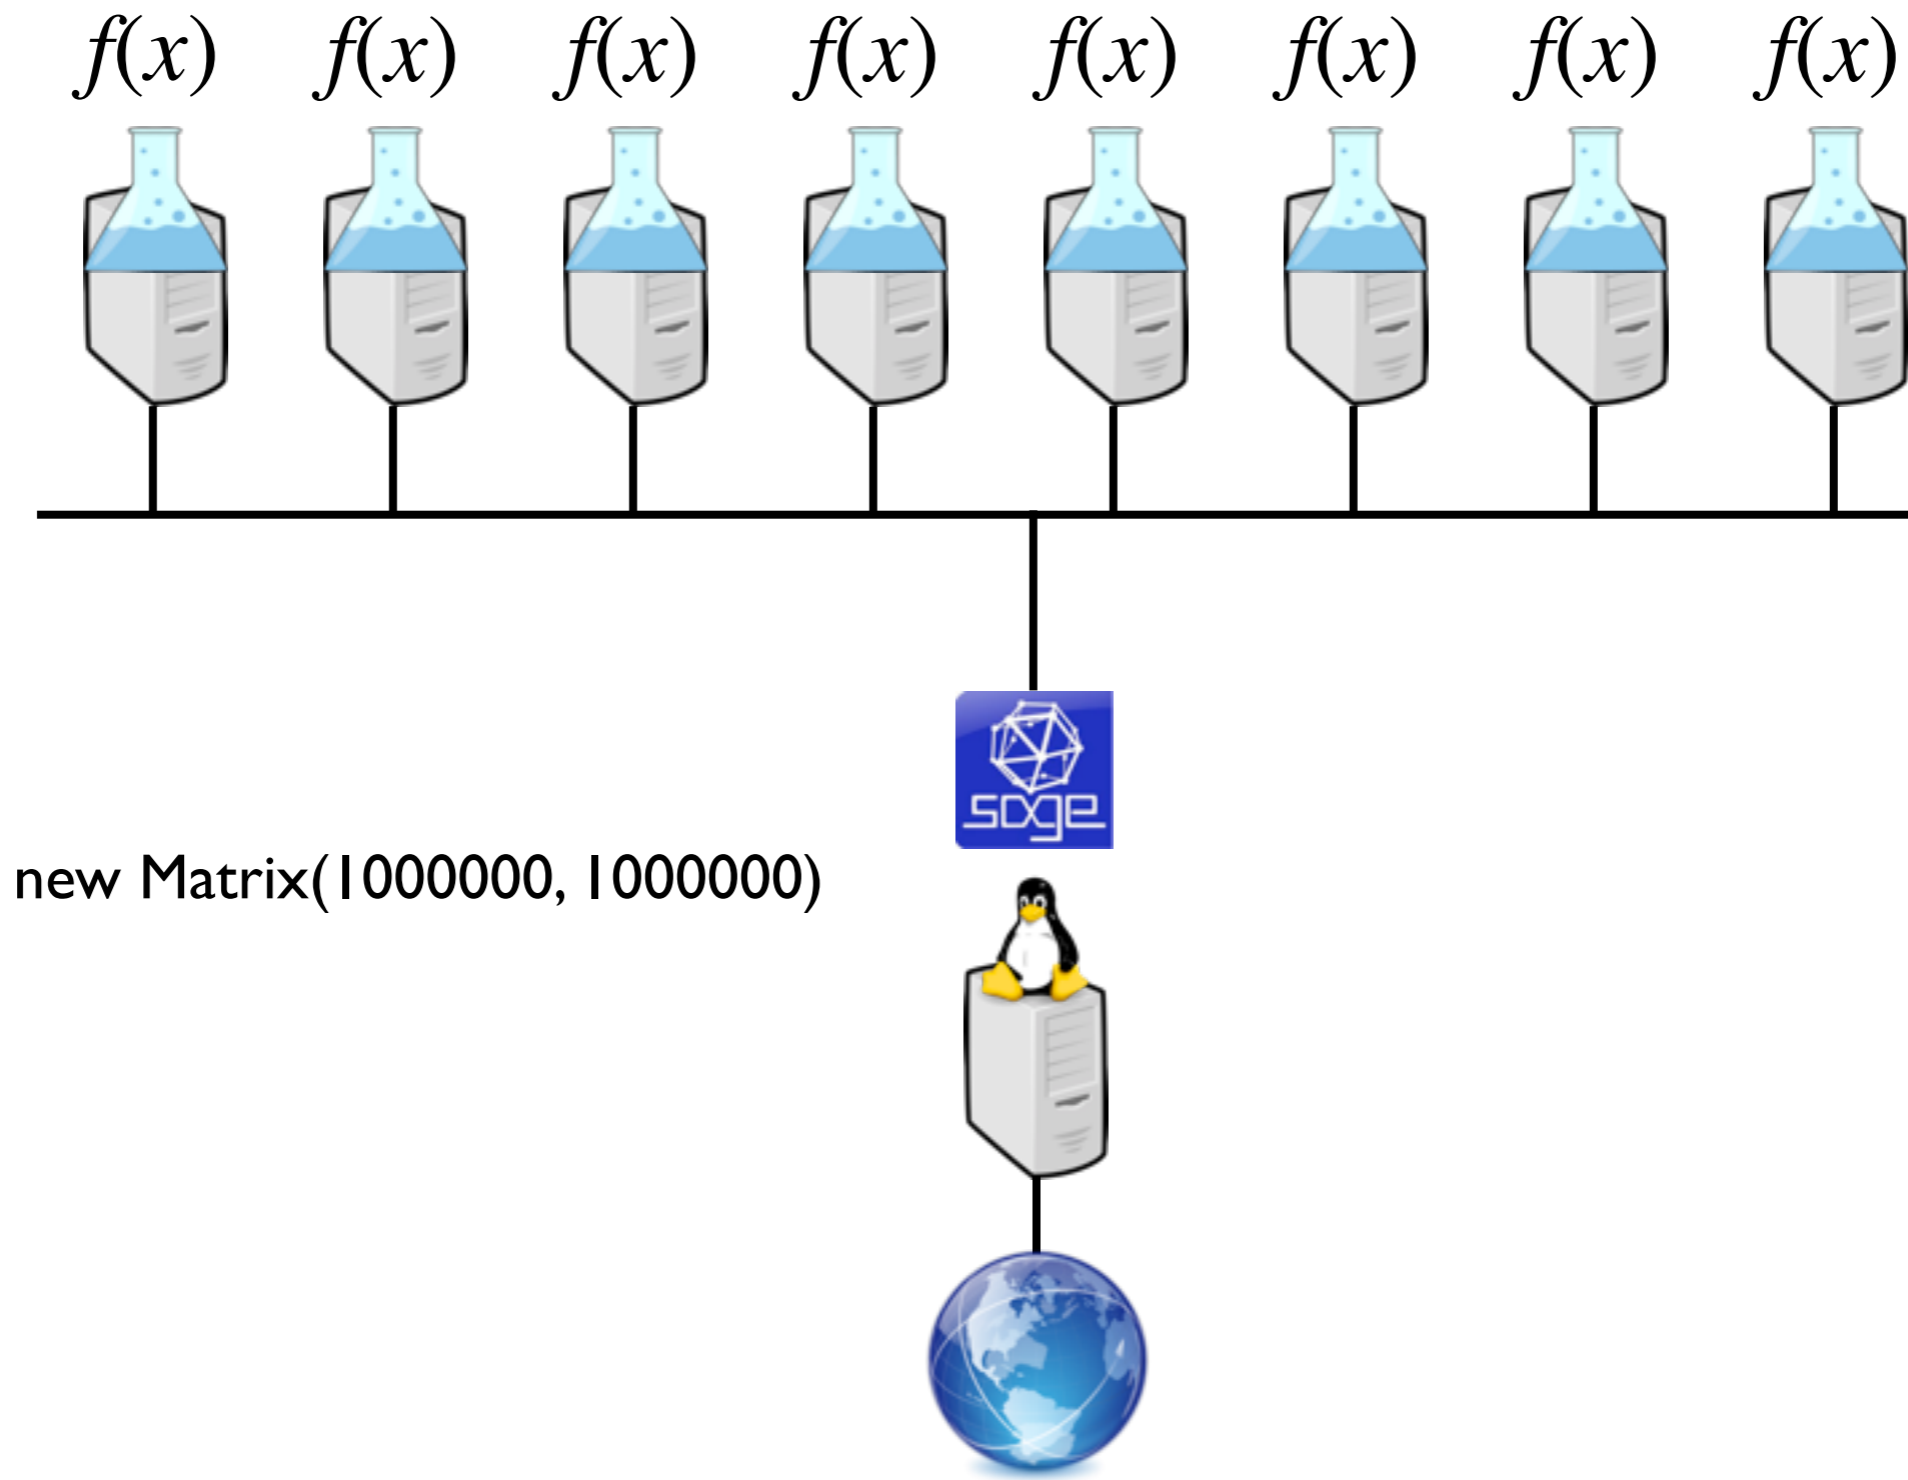 f(x) f(x) f(x) f(x) f(x) f(x) f(x) f(x)
sage
new Matrix(1000000, 1000000)